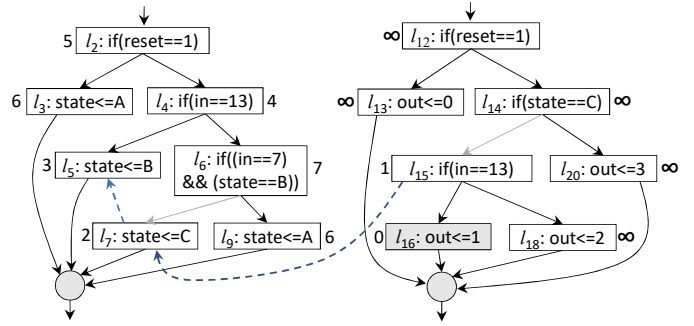 5 l2: if(reset==1)
∞ l12: if(reset==1)
6 l3: state<=A
l4: if(in==13) 4
∞ l13: out<=0
l14: if(state==C) ∞
3 l5: state<=B
l6: if((in==7)
&& (state==B)) 7
1 l15: if(in==13)
l20: out<=3 ∞
2 l7: state<=C
l9: state<=A 6
0 l16: out<=1
l18: out<=2 ∞